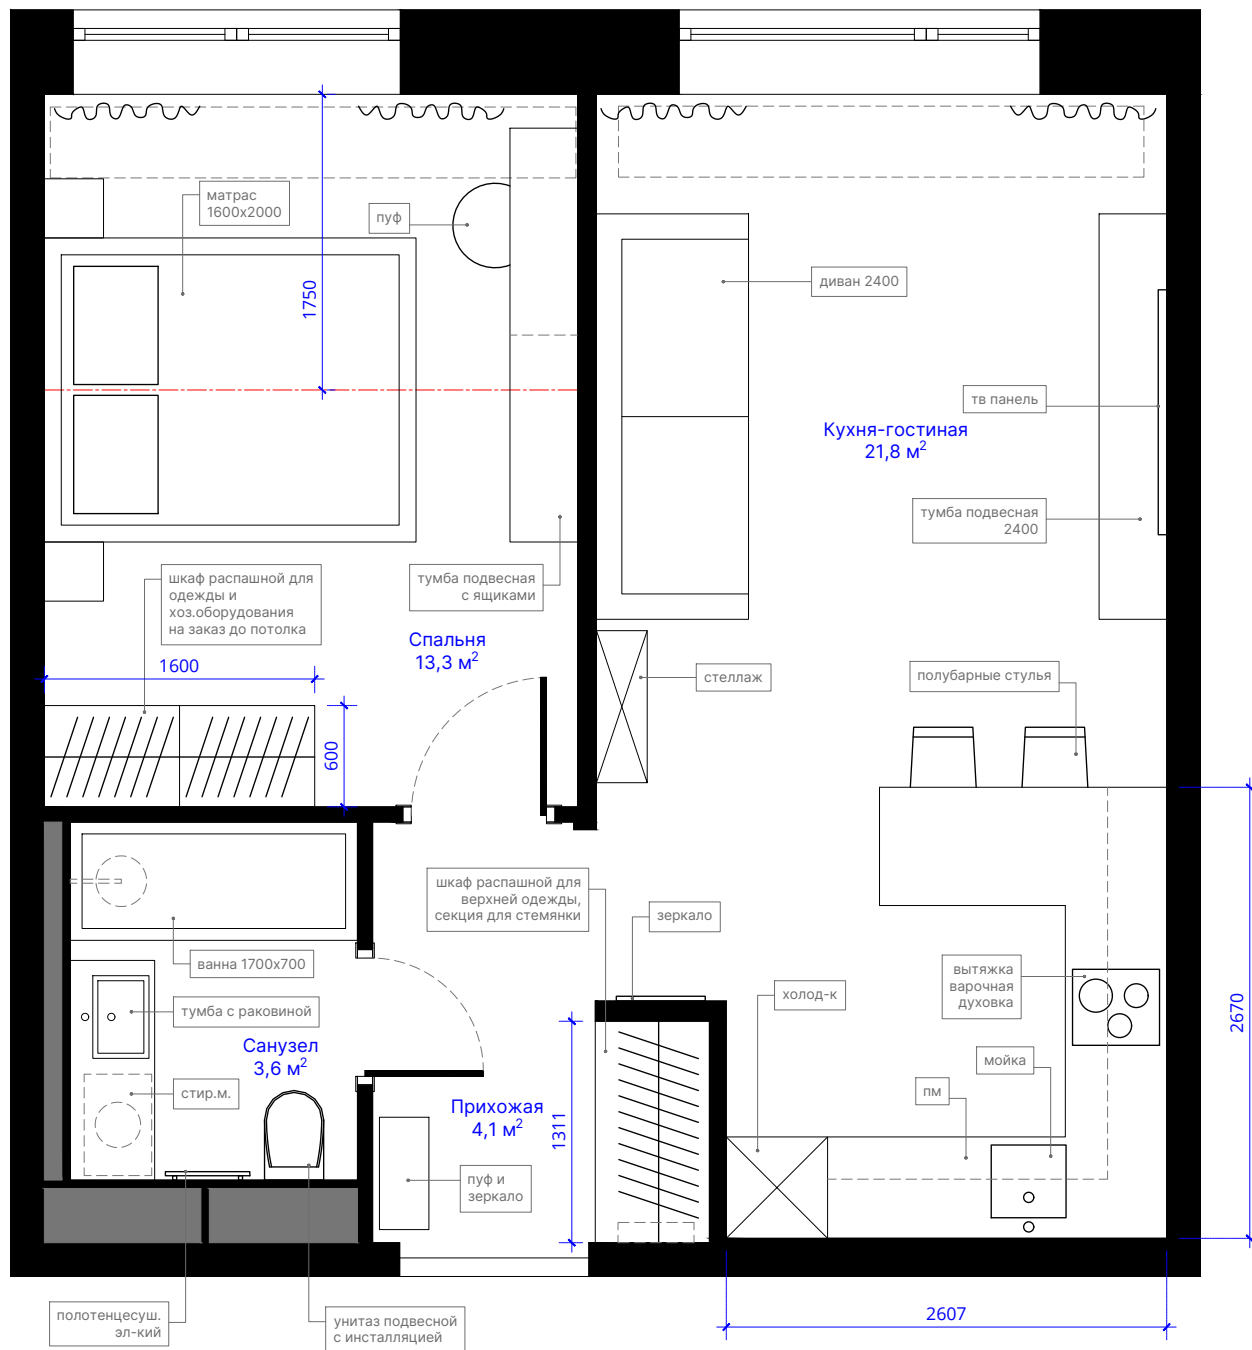 матрас
1600х2000
пуф
1750
диван 2400
тв панель
Кухня-гостиная
21,8 м²
тумба подвесная
2400
шкаф распашной для
одежды и
хоз.оборудования
на заказ до потолка
тумба подвесная
с ящиками
Спальня
13,3 м²
1600
600
стеллаж
полубарные стулья
шкаф распашной для
верхней одежды,
секция для стемянки
зеркало
ванна 1700х700
тумба с раковиной
холод-к
вытяжка
варочная
духовка
2670
Санузел
3,6 м²
мойка
стир.м.
пм
Прихожая
4,1 м²
1311
пуф и
зеркало
полотенцесуш.
эл-кий
унитаз подвесной
с инсталляцией
2607